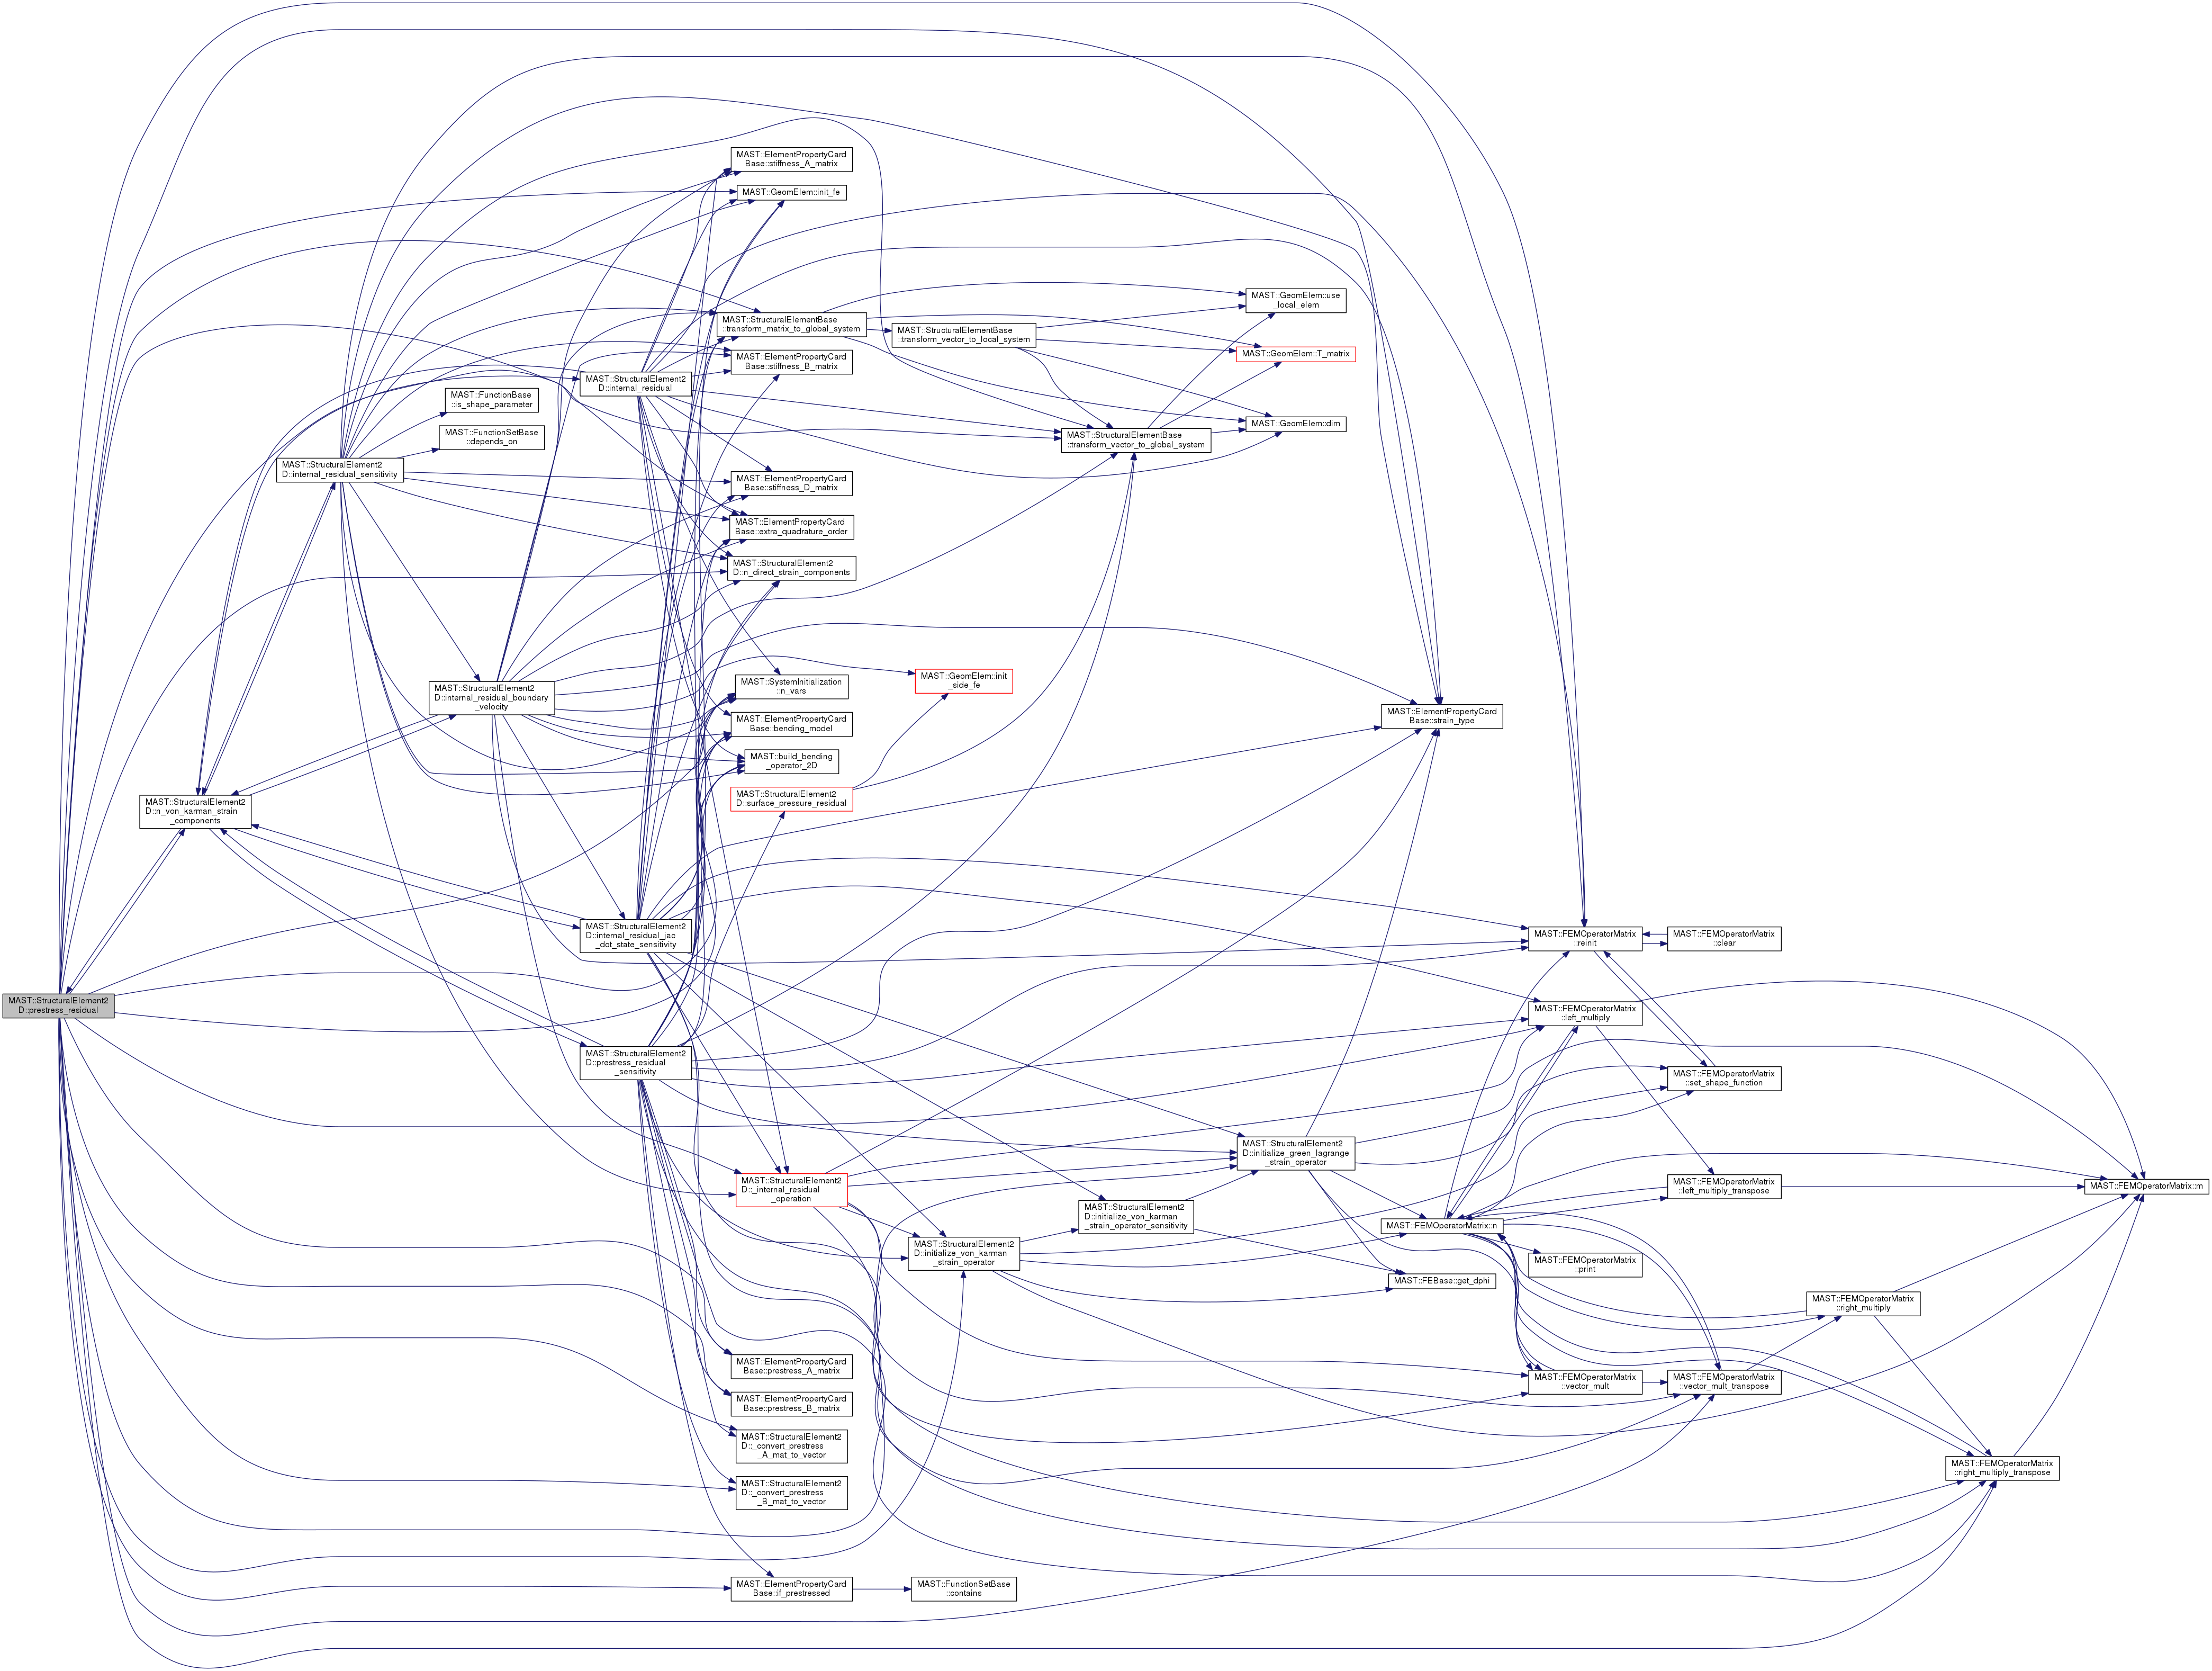 MAST::ElementPropertyCard
Base::stiffness_A_matrix
MAST::GeomElem::init_fe
MAST::GeomElem::use
_local_elem
MAST::StructuralElementBase
::transform_matrix_to_global_system
MAST::StructuralElementBase
::transform_vector_to_local_system
MAST::GeomElem::T_matrix
MAST::ElementPropertyCard
Base::stiffness_B_matrix
MAST::StructuralElement2
D::internal_residual
MAST::FunctionBase
::is_shape_parameter
MAST::GeomElem::dim
MAST::FunctionSetBase
::depends_on
MAST::StructuralElementBase
::transform_vector_to_global_system
MAST::StructuralElement2
D::internal_residual_sensitivity
MAST::ElementPropertyCard
Base::stiffness_D_matrix
MAST::ElementPropertyCard
Base::extra_quadrature_order
MAST::StructuralElement2
D::n_direct_strain_components
MAST::StructuralElement2
D::internal_residual_boundary
_velocity
MAST::SystemInitialization
::n_vars
MAST::GeomElem::init
_side_fe
MAST::ElementPropertyCard
Base::strain_type
MAST::ElementPropertyCard
Base::bending_model
MAST::build_bending
_operator_2D
MAST::StructuralElement2
D::surface_pressure_residual
MAST::StructuralElement2
D::n_von_karman_strain
_components
MAST::StructuralElement2
D::internal_residual_jac
_dot_state_sensitivity
MAST::FEMOperatorMatrix
::reinit
MAST::FEMOperatorMatrix
::clear
MAST::StructuralElement2
D::prestress_residual
MAST::FEMOperatorMatrix
::left_multiply
MAST::StructuralElement2
D::prestress_residual
_sensitivity
MAST::FEMOperatorMatrix
::set_shape_function
MAST::StructuralElement2
D::initialize_green_lagrange
_strain_operator
MAST::StructuralElement2
D::_internal_residual
_operation
MAST::FEMOperatorMatrix
::left_multiply_transpose
MAST::FEMOperatorMatrix::m
MAST::StructuralElement2
D::initialize_von_karman
_strain_operator_sensitivity
MAST::FEMOperatorMatrix::n
MAST::StructuralElement2
D::initialize_von_karman
_strain_operator
MAST::FEMOperatorMatrix
::print
MAST::FEBase::get_dphi
MAST::FEMOperatorMatrix
::right_multiply
MAST::ElementPropertyCard
Base::prestress_A_matrix
MAST::FEMOperatorMatrix
::vector_mult
MAST::FEMOperatorMatrix
::vector_mult_transpose
MAST::ElementPropertyCard
Base::prestress_B_matrix
MAST::StructuralElement2
D::_convert_prestress
_A_mat_to_vector
MAST::FEMOperatorMatrix
::right_multiply_transpose
MAST::StructuralElement2
D::_convert_prestress
_B_mat_to_vector
MAST::ElementPropertyCard
Base::if_prestressed
MAST::FunctionSetBase
::contains